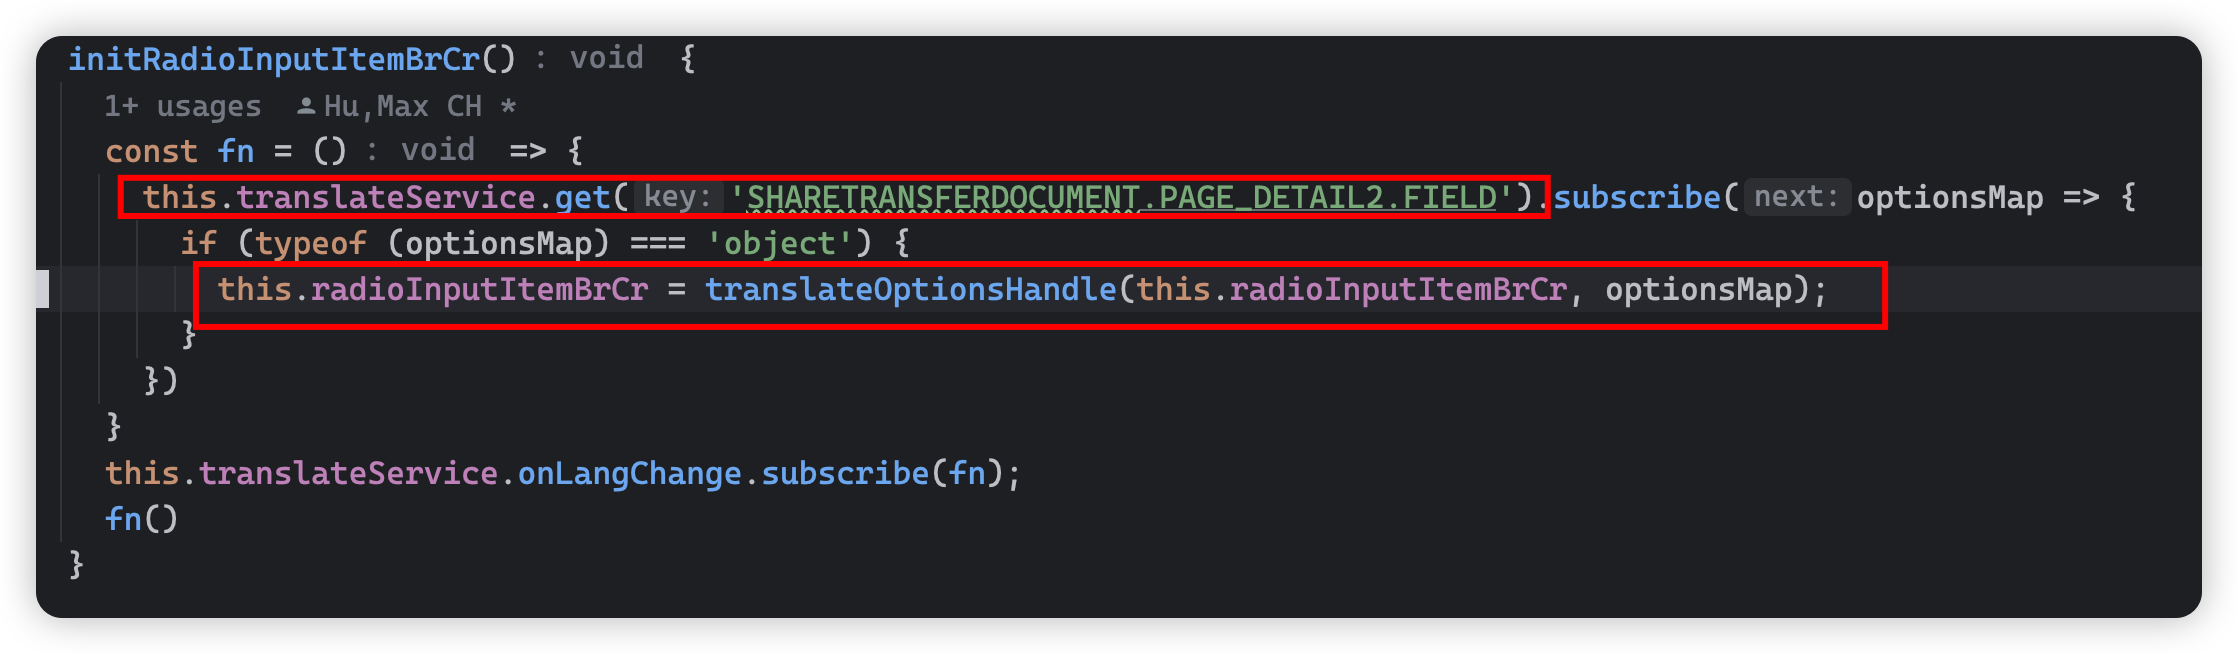 initRadioInputItemBrCr() : void {
1+ usages Hu,Max CH *
const fn = () : void => {
this.translateService.get( key: 'SHARETRANSFERDOCUMENT.PAGE_DETAIL2.FIELD').subscribe( next: optionsMap => {
if (typeof (optionsMap) === 'object') {
this.radioInputItemBrCr = translateOptionsHandle(this.radioInputItemBrCr, optionsMap);
}
})
}
this.translateService.onLangChange.subscribe(fn);
fn()
}